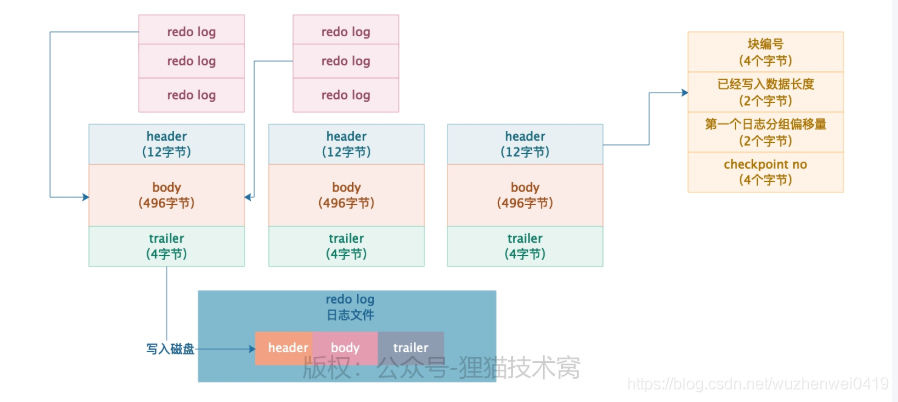 redo log
redo log
redo log
redo log
redo log
redo log
块编号
(4个字节)
已经写入数据长度
(2个字节)
第一个日志分组偏移量
(2个字节)
checkpoint no
(4个字节)
header
(12字节)
body
(496字节)
trailer
(4字节)
header
(12字节)
body
(496字节)
trailer
(4字节)
header
(12字节)
body
(496字节)
trailer
(4字节)
redo log
日志文件
写入磁盘
header
body
trailer
版权：公众号-狸猫技术窝
https://blog.csdn.net/wuzhenwei0419